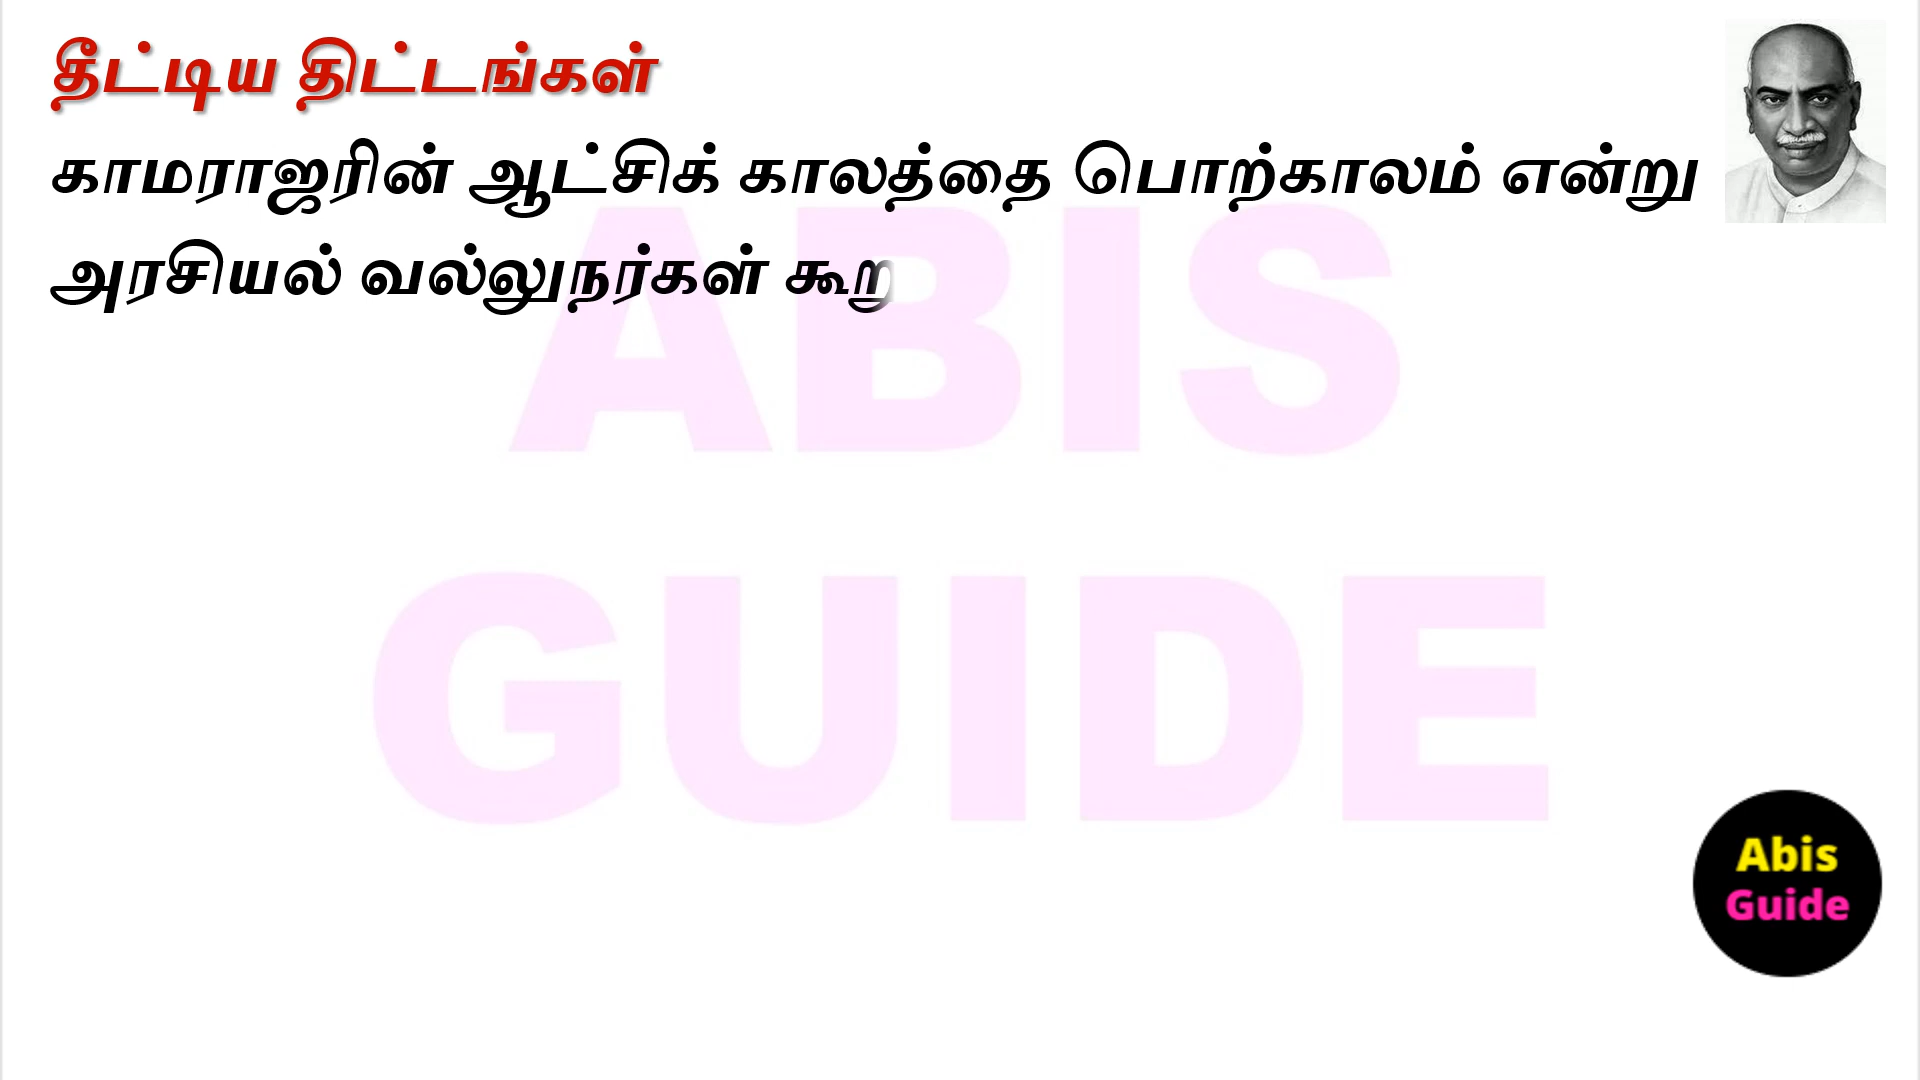 தீட்டிய திட்டங்கள்
காமராஜரின் ஆட்சிக் காலத்தை பொற்காலம் என்று
அரசியல் வல்லுநர்கள் கூற
ABIS
GUIDE
Abis
Guide